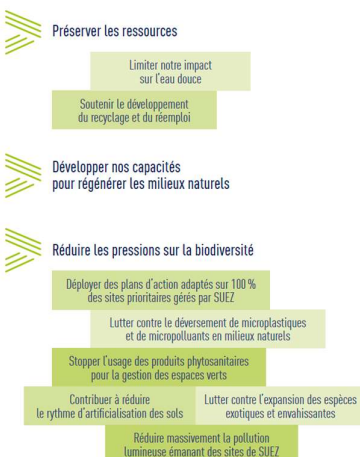 Préserver les ressources
Limiter notre impact
sur l'eau douce
Soutenir le développement
du recyclage et du réemploi
Développer nos capacités
pour régénérer les milieux naturels
Réduire les pressions sur la biodiversité
Déployer des plans d'action adaptés sur 100 %
des sites prioritaires gérés par SUEZ
Lutter contre le déversement de microplastiques
et de micropolluants en milieux naturels
Stopper l'usage des produits phytosanitaires
pour la gestion des espaces verts
Contribuer à réduire
le rythme d'artificialisation des sols
Lutter contre l'expansion des espèces
exotiques et envahissantes
Réduire massivement la pollution
lumineuse émanant des sites de SUEZ